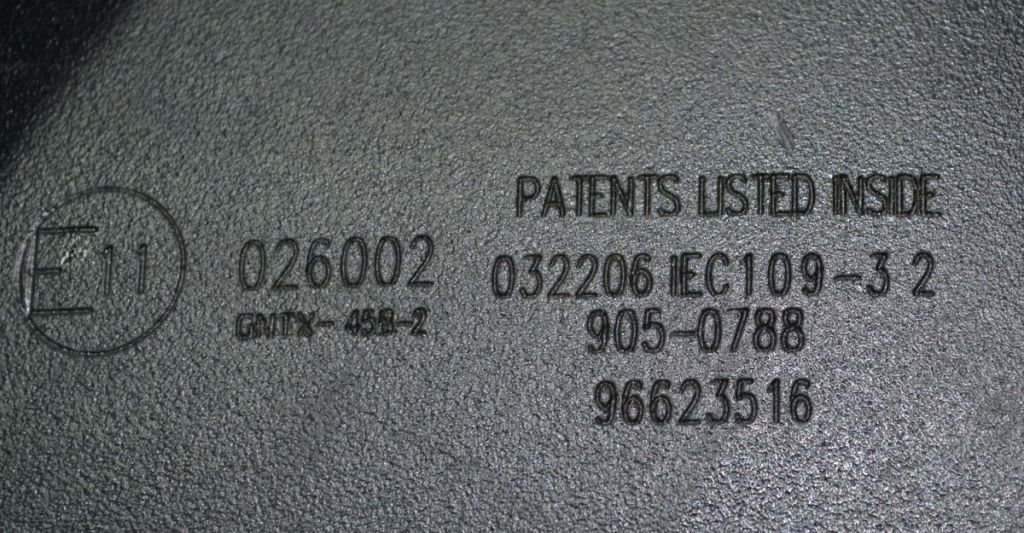 PATENTS LISTED INSIDE
E11 026002 032206 IEC109-3 2
GNTX-458-2 905-0788
96623516